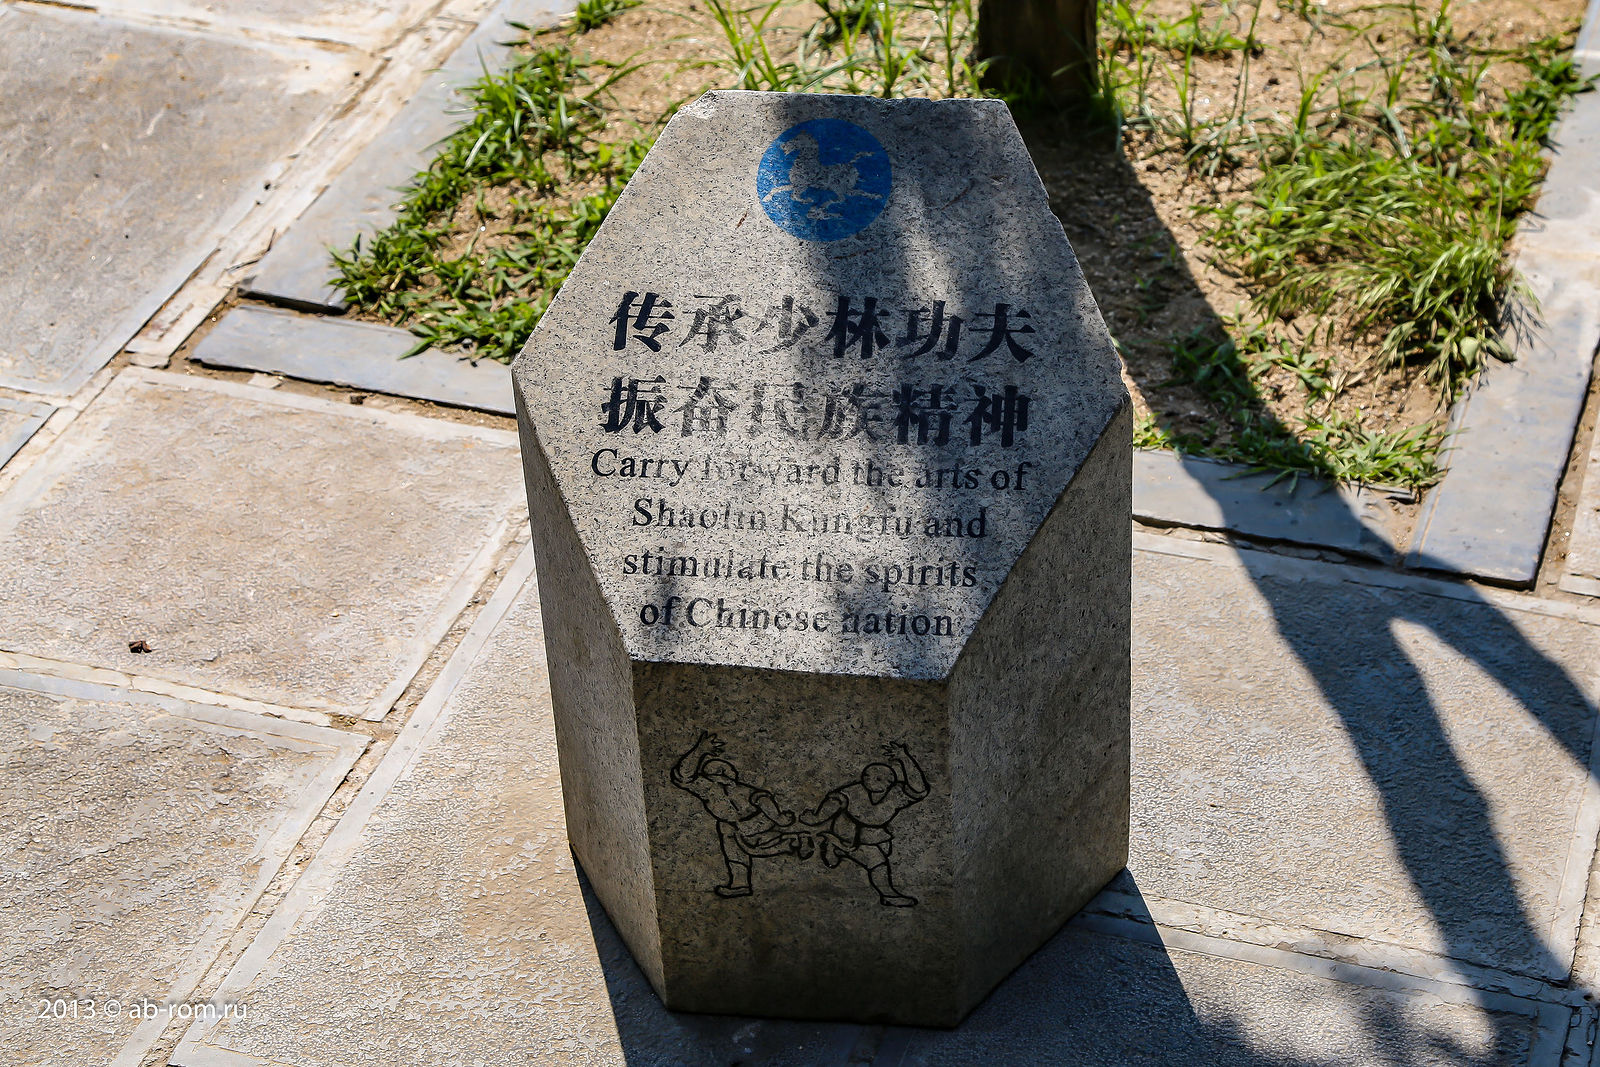 传承少林功夫
振奋民族精神
Carry forward the arts of
Shaolin Kungfu and
stimulate the spirits
of Chinese nation
2013 © ab-rom.ru